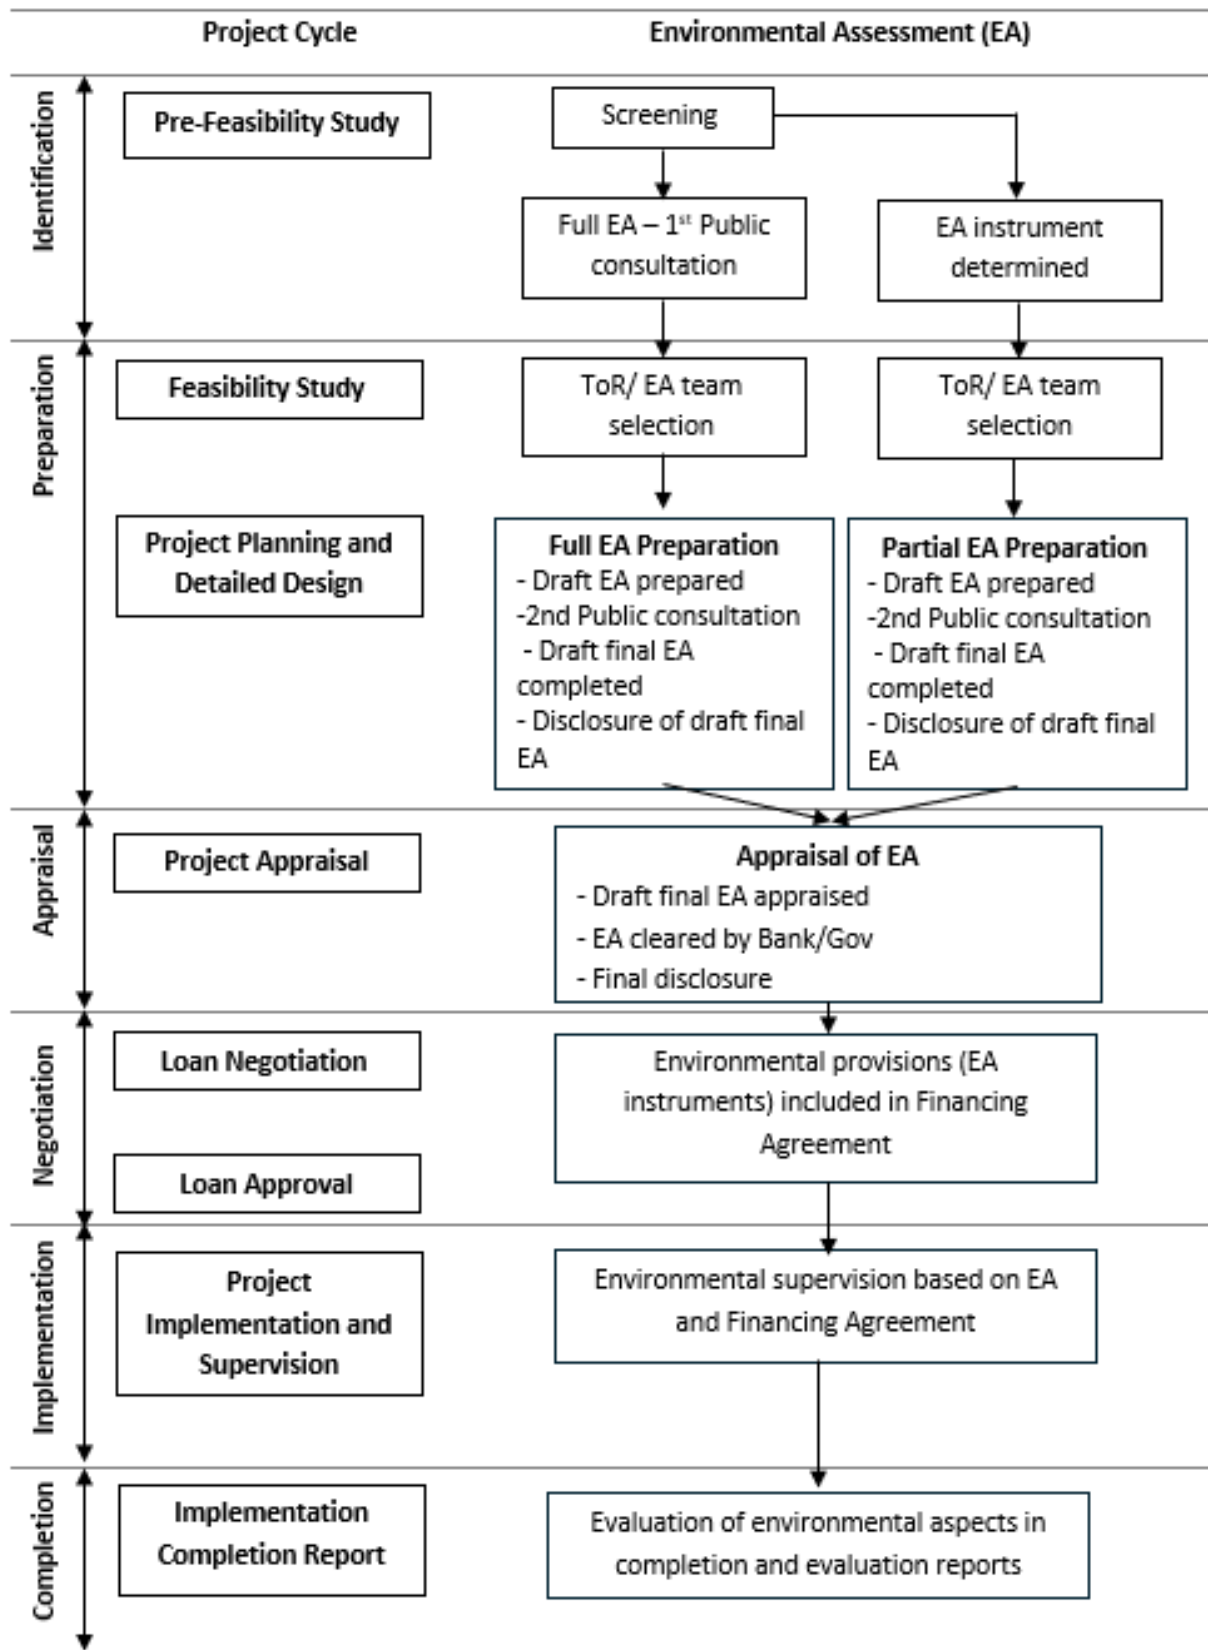 Project Cycle
Environmental Assessment (EA)
Identification
Pre-Feasibility Study
Screening
Full EA – 1st Public
consultation
EA instrument
determined
Preparation
Feasibility Study
ToR/ EA team
selection
ToR/ EA team
selection
Project Planning and
Detailed Design
Full EA Preparation
- Draft EA prepared
-2nd Public consultation
- Draft final EA
completed
- Disclosure of draft final
EA
Partial EA Preparation
- Draft EA prepared
-2nd Public consultation
- Draft final EA
completed
- Disclosure of draft final
EA
Appraisal
Project Appraisal
Appraisal of EA
- Draft final EA appraised
- EA cleared by Bank/Gov
- Final disclosure
Negotiation
Loan Negotiation
Loan Approval
Environmental provisions (EA
instruments) included in Financing
Agreement
Implementation
Project
Implementation and
Supervision
Environmental supervision based on EA
and Financing Agreement
Completion
Implementation
Completion Report
Evaluation of environmental aspects in
completion and evaluation reports